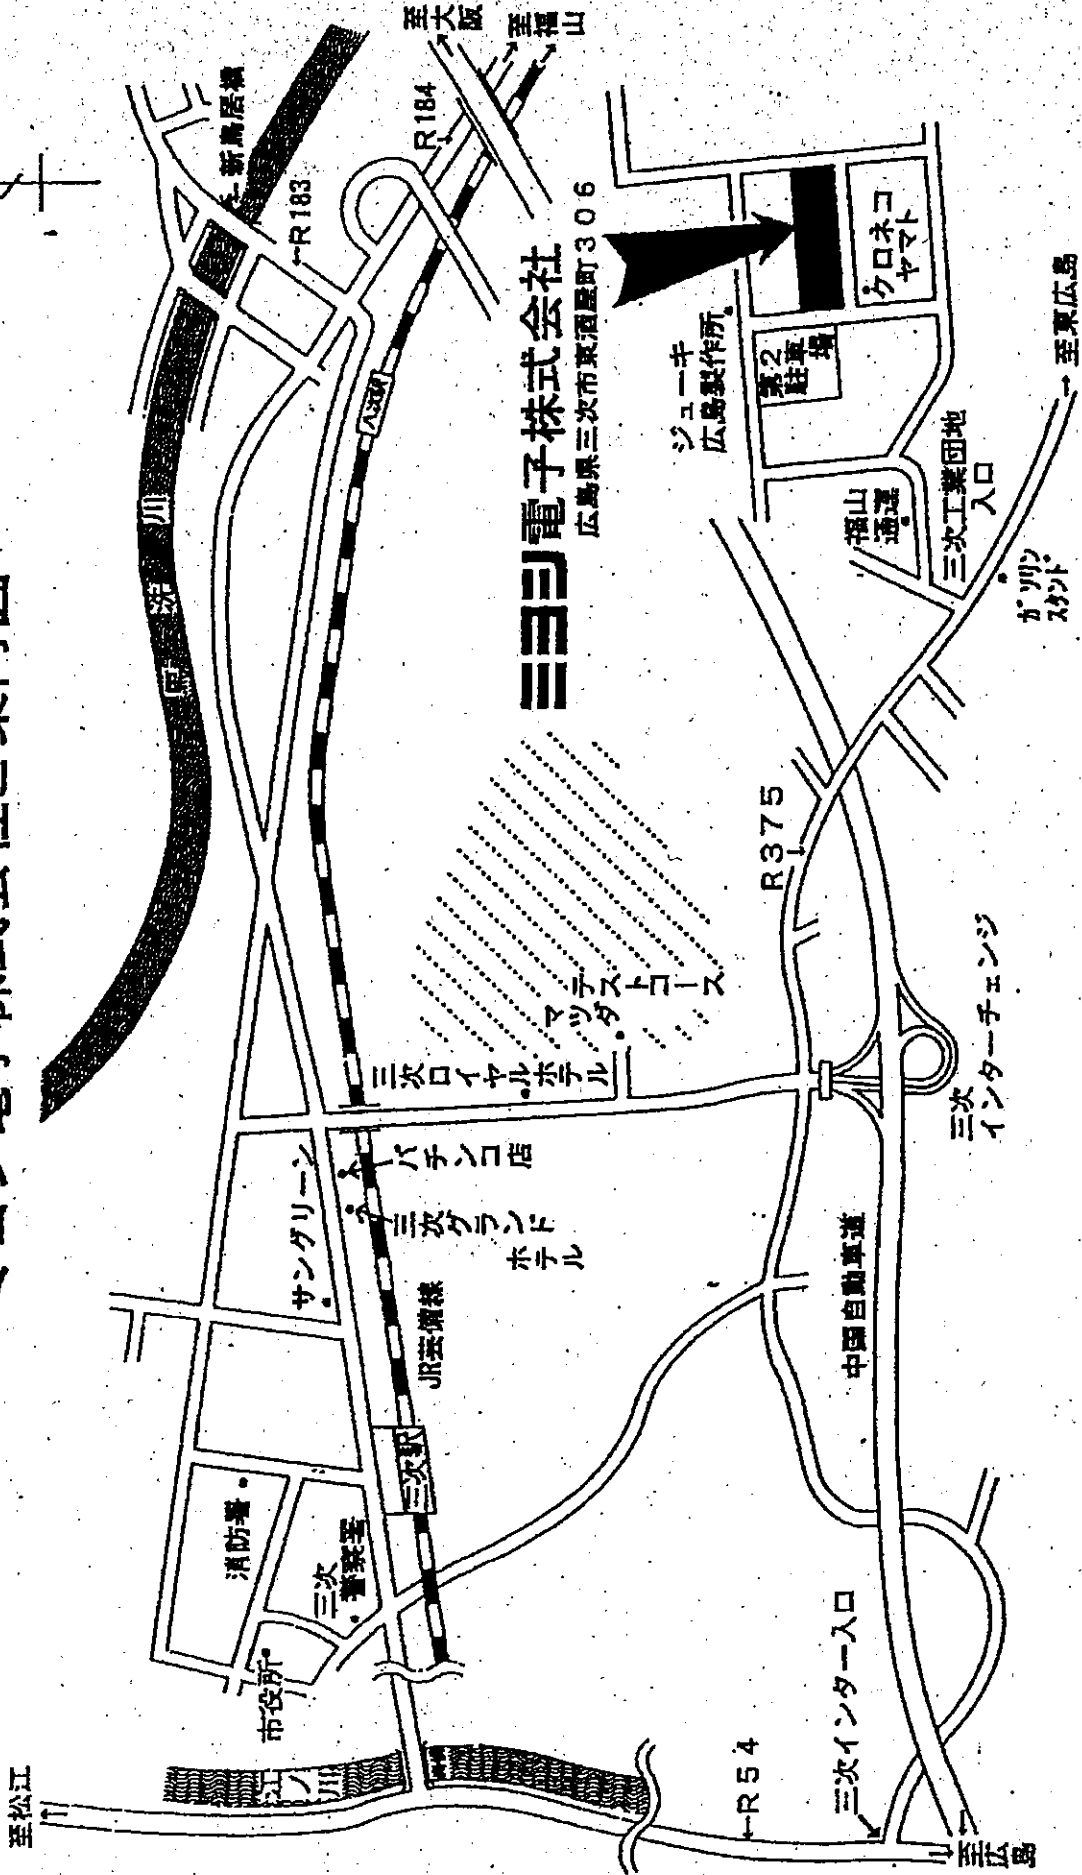 至松江
江ノ川
←R54
三次インター入口
至広島
市役所
消防署
三次
警察署
三次駅
JR芸備線
サングリーン
三次グランド
ホテル
パチンコ店
三次ロイヤルホテル
マツダ
テストコース
中国自動車道
三次
インターチェンジ
R375
馬洗川
八次駅
新鳥居橋
←R183
R184
至大阪
至福山
ミヨシ電子株式会社
広島県三次市東酒屋町306
ジューキ
広島製作所
第2
駐車
場
クロネコ
ヤマト
福山
通運
三次工業団地
入口
ガソリン
スタンド
→至東広島